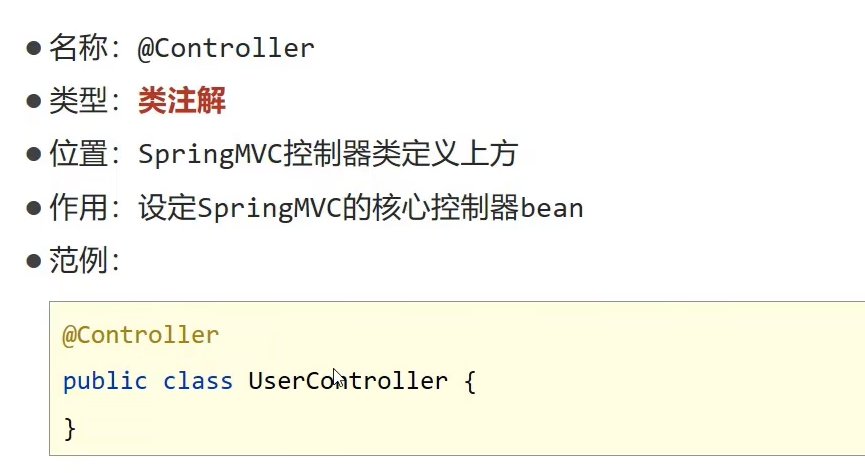 ● 名称：@Controller
● 类型：类注解
● 位置：SpringMVC控制器类定义上方
● 作用：设定SpringMVC的核心控制器bean
● 范例：
@Controller
public class UserController {
}